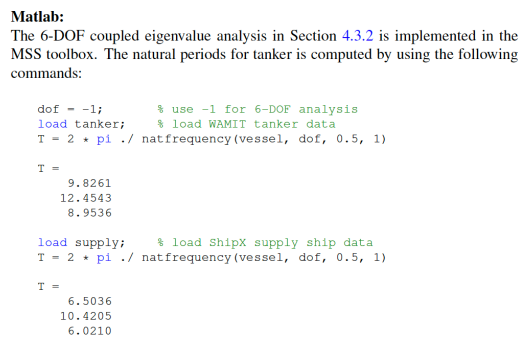 Matlab:
The 6-DOF coupled eigenvalue analysis in Section 4.3.2 is implemented in the
MSS toolbox. The natural periods for tanker is computed by using the following
commands:
dof = -1; % use -1 for 6-DOF analysis
load tanker; % load WAMIT tanker data
T = 2 * pi ./ natfrequency(vessel, dof, 0.5, 1)
T =
9.8261
12.4543
8.9536
load supply; % load ShipX supply ship data
T = 2 * pi ./ natfrequency(vessel, dof, 0.5, 1)
T =
6.5036
10.4205
6.0210